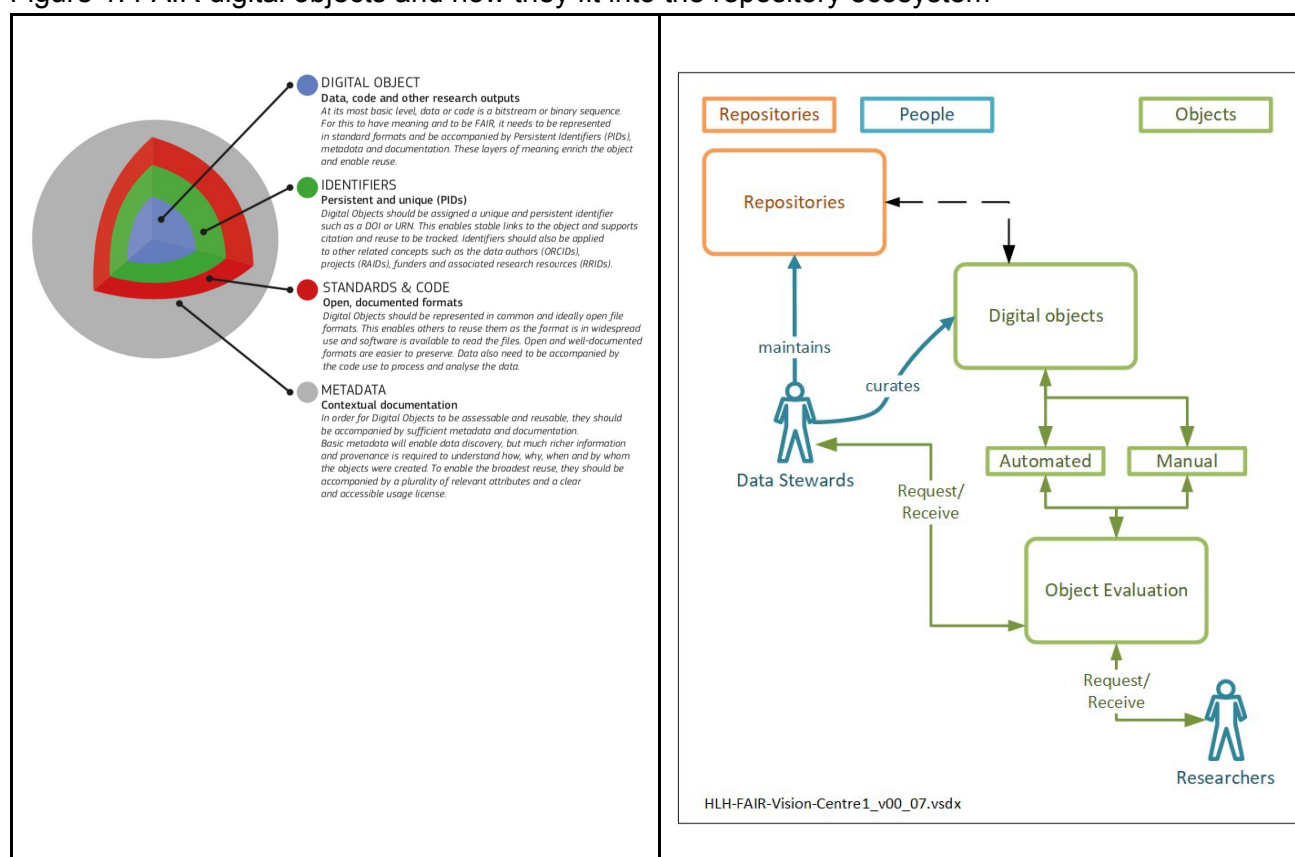 Figure 1: FAIR digital objects and how they fit into the repository ecosystem
DIGITAL OBJECT
Data, code and other research outputs
At its most basic level, data or code is a bitstream or binary sequence.
For this to have meaning and to be FAIR, it needs to be represented
in standard formats and be accompanied by Persistent Identifiers (PIDs),
metadata and documentation. These layers of meaning enrich the object
and enable reuse.
IDENTIFIERS
Persistent and unique (PIDs)
Digital Objects should be assigned a unique and persistent identifier
such as a DOI or URN. This enables stable links to the object and supports
citation and reuse to be tracked. Identifiers should also be applied
to other related concepts such as the data authors (ORCIDs),
projects (RAIDs), funders and associated research resources (RRIDs).
STANDARDS & CODE
Open, documented formats
Digital Objects should be represented in common and ideally open file
formats. This enables others to reuse them as the format is in widespread
use and software is available to read the files. Open and well-documented
formats are easier to preserve. Data also need to be accompanied by
the code use to process and analyse the data.
METADATA
Contextual documentation
In order for Digital Objects to be assessable and reusable, they should
be accompanied by sufficient metadata and documentation.
Basic metadata will enable data discovery, but much richer information
and provenance is required to understand how, why, when and by whom
the objects were created. To enable the broadest reuse, they should be
accompanied by a plurality of relevant attributes and a clear
and accessible usage license.
Repositories
People
Objects
Repositories
Digital objects
maintains
curates
Data Stewards
Automated
Manual
Request/
Receive
Object Evaluation
Request/
Receive
Researchers
HLH-FAIR-Vision-Centre1_v00_07.vsdx